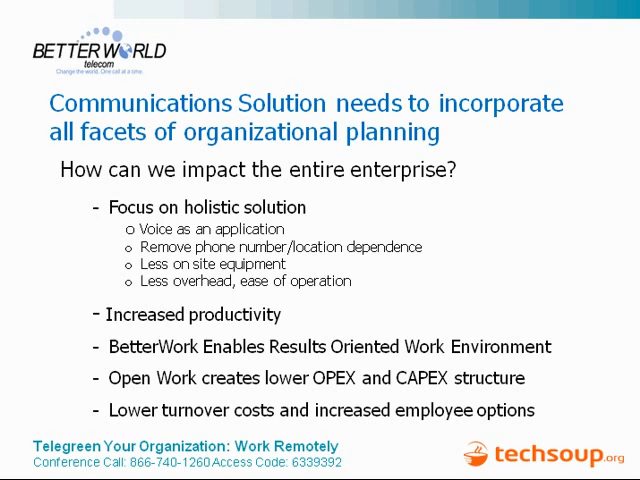 BETTER WORLD
telecom
Change the world. One call at a time.
Communications Solution needs to incorporate
all facets of organizational planning
How can we impact the entire enterprise?
- Focus on holistic solution
o Voice as an application
o Remove phone number/location dependence
o Less on site equipment
o Less overhead, ease of operation
- Increased productivity
- BetterWork Enables Results Oriented Work Environment
- Open Work creates lower OPEX and CAPEX structure
- Lower turnover costs and increased employee options
Telegreen Your Organization: Work Remotely
Conference Call: 866-740-1260 Access Code: 6339392
techsoup.org